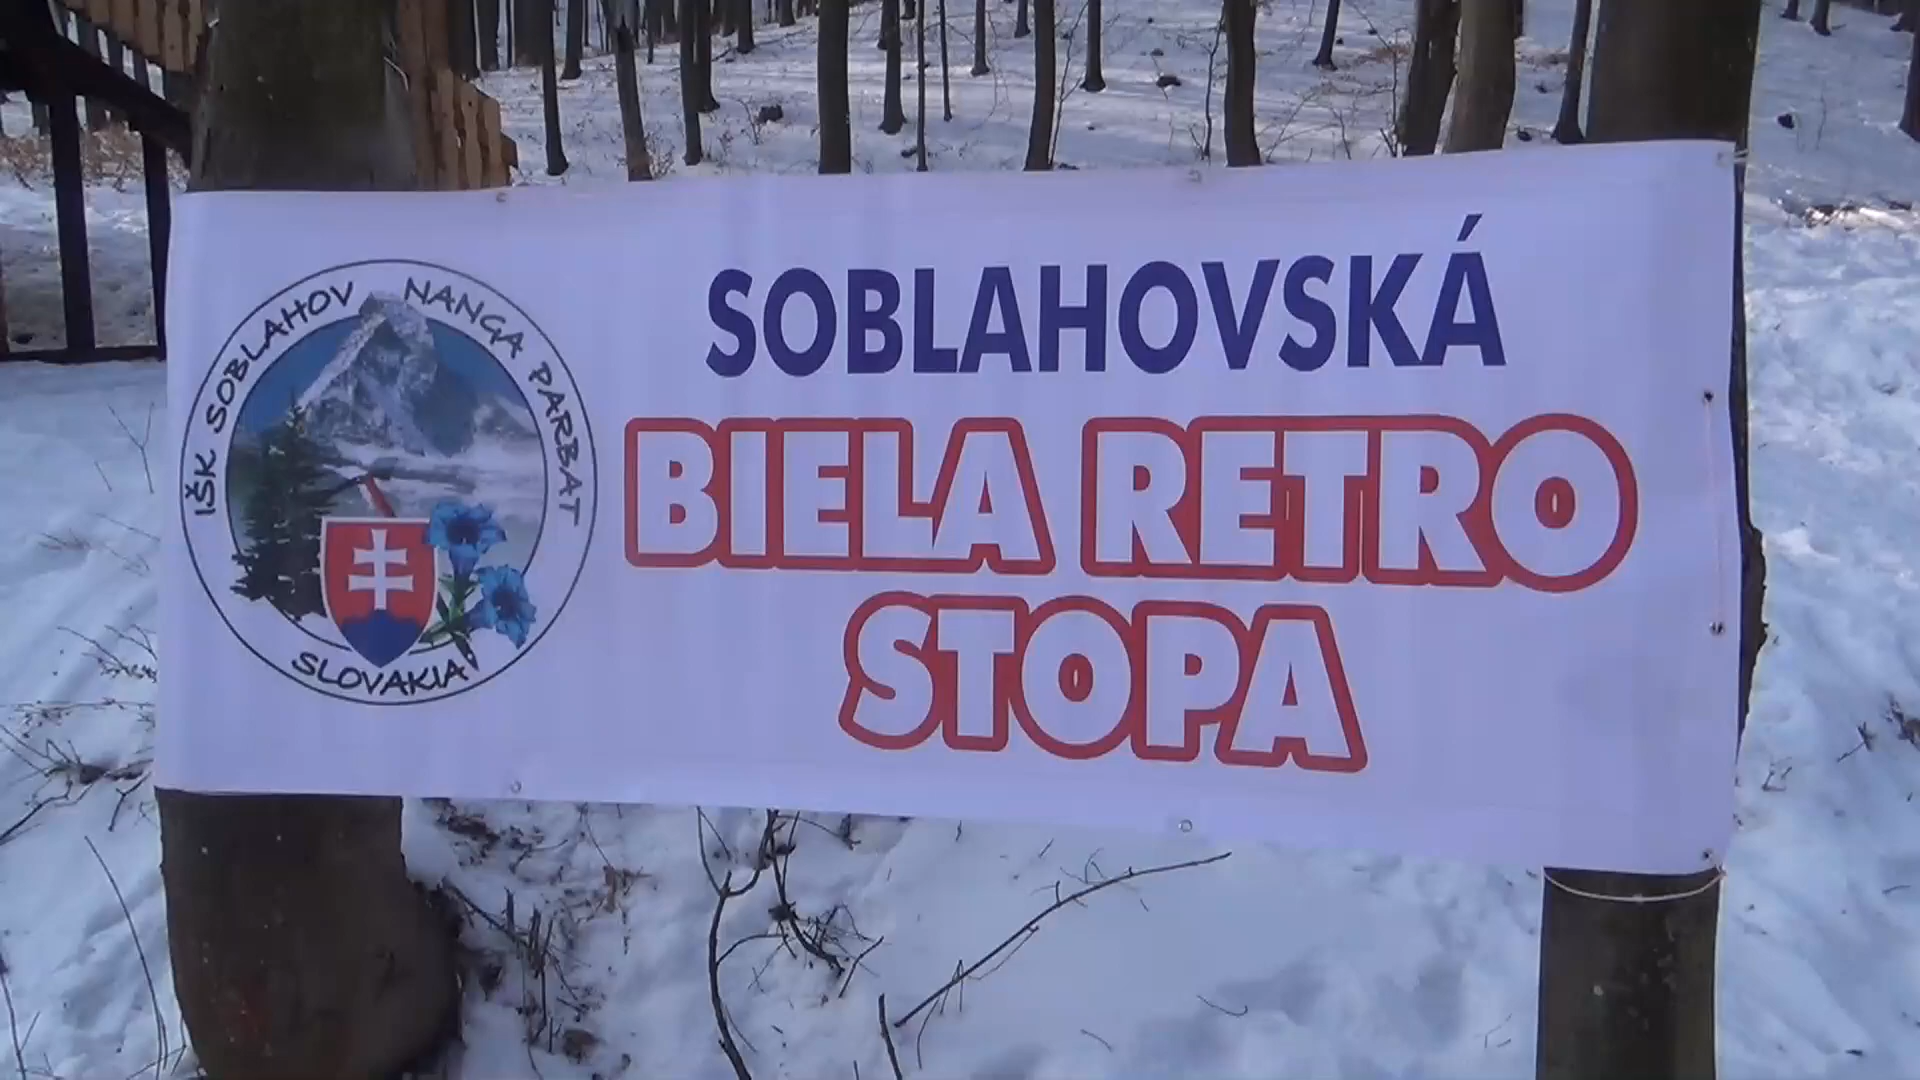 IŠK SOBLAHOV NANGA PARBAT
SLOVAKIA
SOBLAHOVSKÁ
BIELA RETRO
STOPA